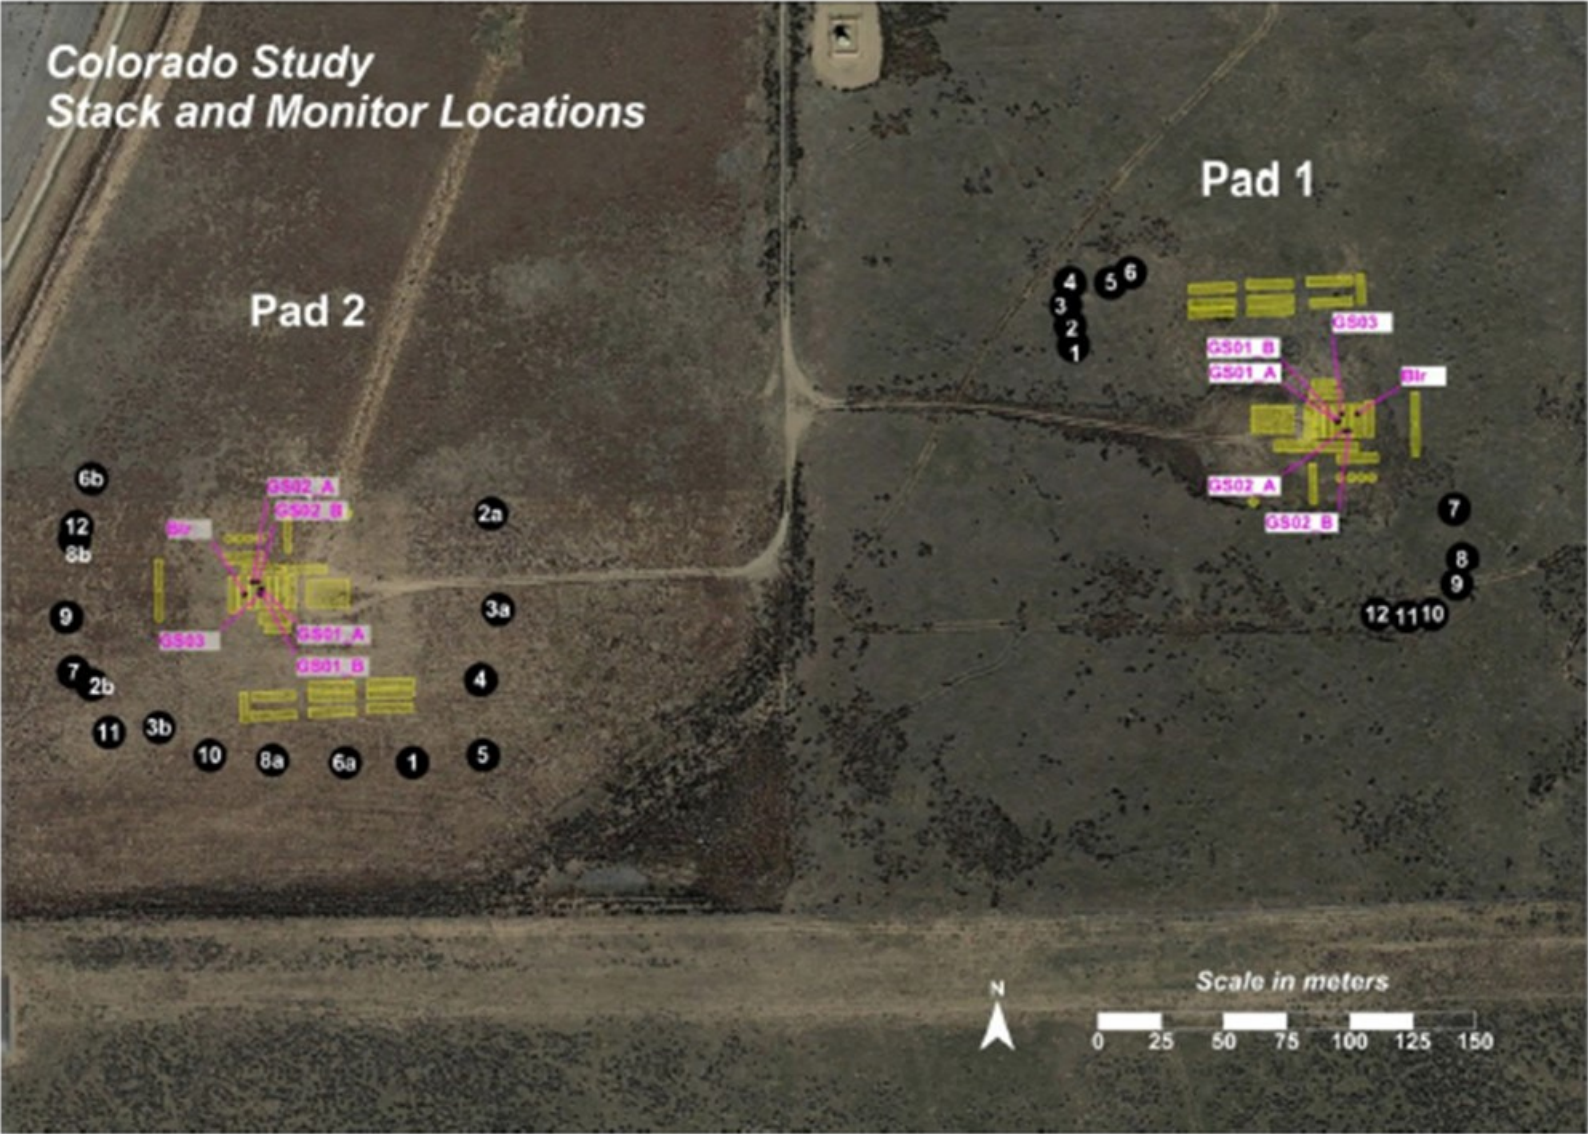 Colorado Study
Stack and Monitor Locations
Pad 1
Pad 2
4
5
6
3
2
1
GS03
GS01_B
GS01_A
Blr
GS02_A
GS02_B
7
8
9
12
11
10
6b
12
8b
9
7
2b
11
3b
10
8a
6a
1
5
4
3a
2a
GS02_A
GS02_B
Blr
GS03
GS01_A
GS01_B
N
Scale in meters
0 25 50 75 100 125 150